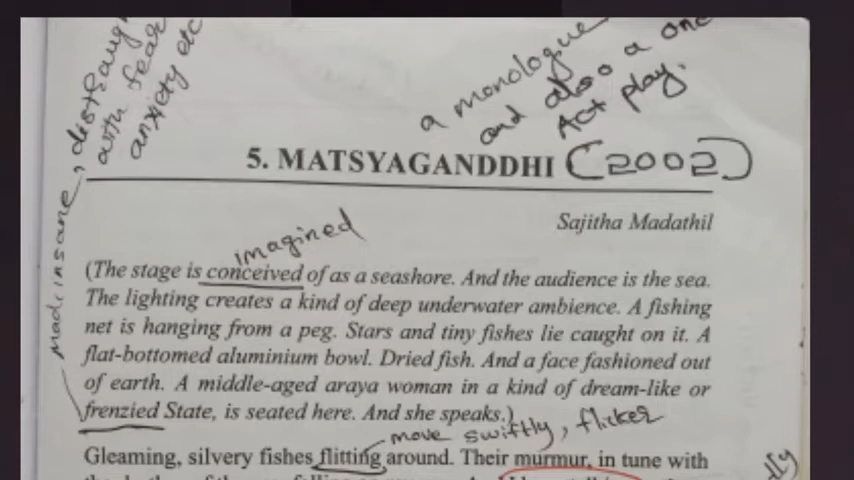 made insane, distraught
with fear
anxiety etc
a monologue
and also a one
Act play.
5. MATSYAGANDDHI (2002)
Sajitha Madathil
imagined
(The stage is conceived of as a seashore. And the audience is the sea.
The lighting creates a kind of deep underwater ambience. A fishing
net is hanging from a peg. Stars and tiny fishes lie caught on it. A
flat-bottomed aluminium bowl. Dried fish. And a face fashioned out
of earth. A middle-aged araya woman in a kind of dream-like or
frenzied State, is seated here. And she speaks.)
move swiftly, flicker
Gleaming, silvery fishes flitting around. Their murmur, in tune with